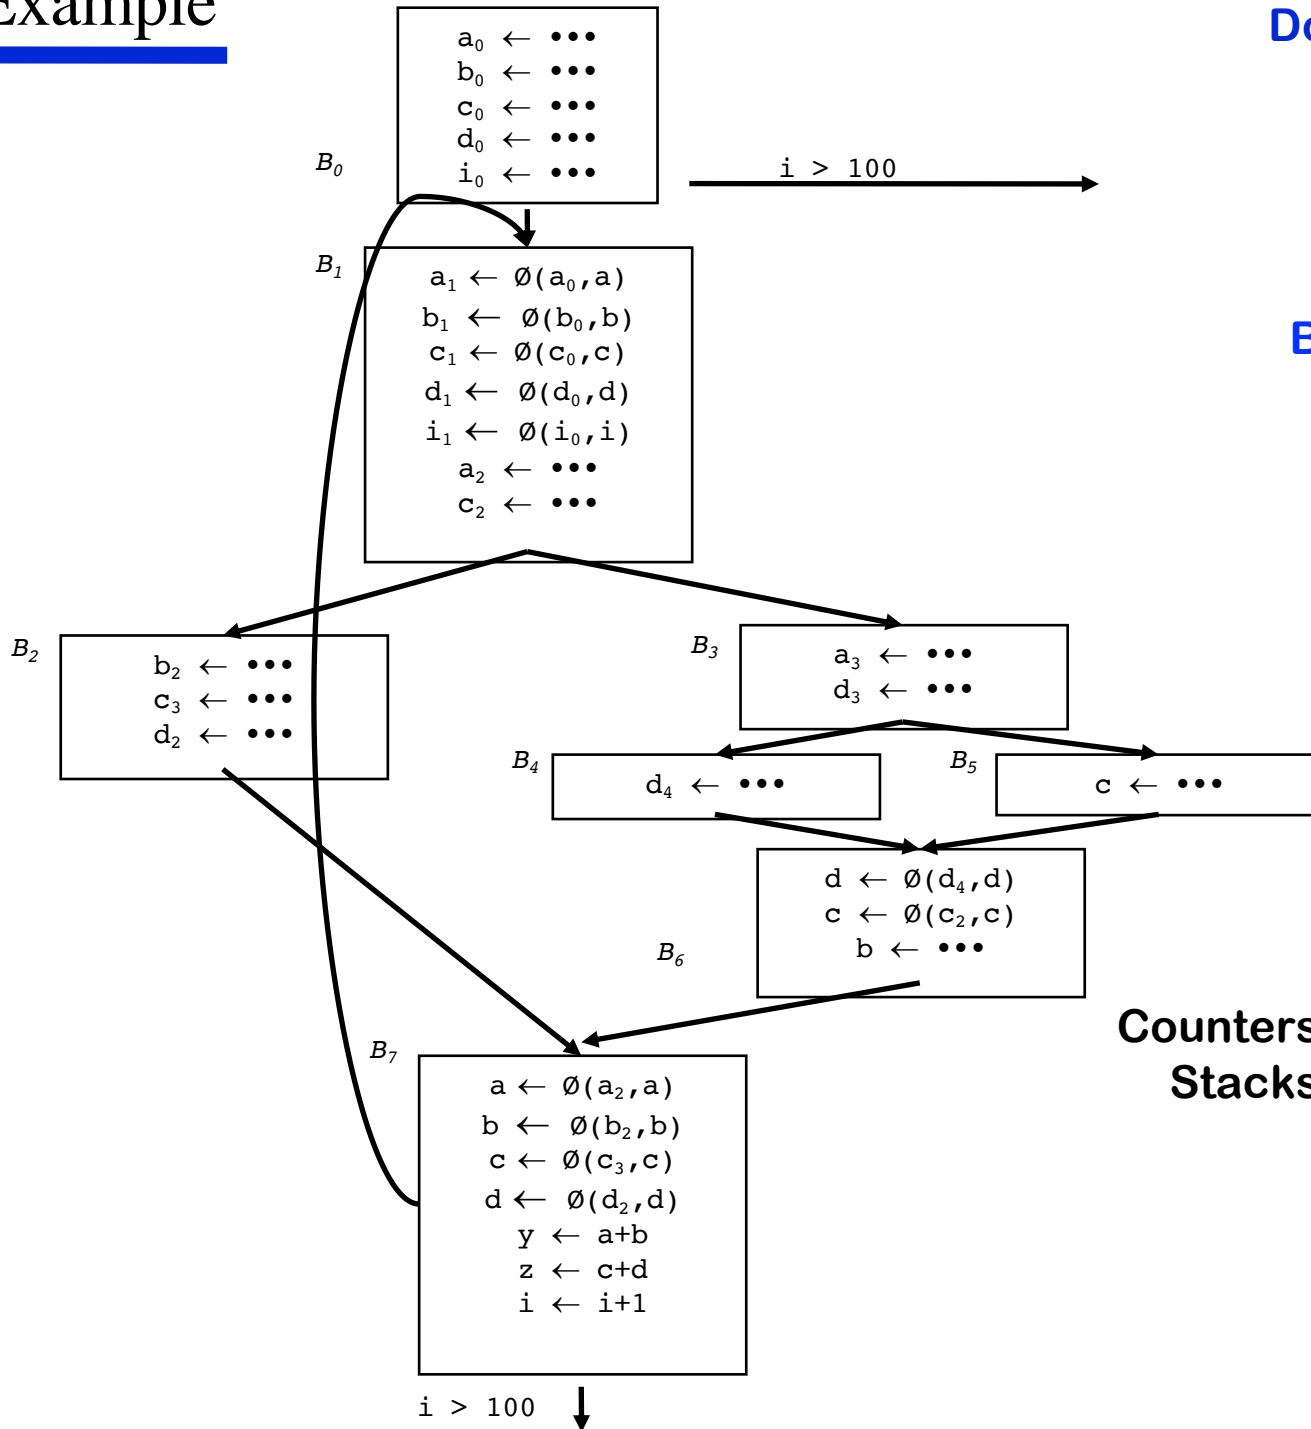 Example
Do
a₀ ← •••
b₀ ← •••
c₀ ← •••
d₀ ← •••
i₀ ← •••
B₀
i > 100
B₁
a₁ ← Ø(a₀,a)
b₁ ← Ø(b₀,b)
c₁ ← Ø(c₀,c)
d₁ ← Ø(d₀,d)
i₁ ← Ø(i₀,i)
a₂ ← •••
c₂ ← •••
B
B₂
b₂ ← •••
c₃ ← •••
d₂ ← •••
B₃
a₃ ← •••
d₃ ← •••
B₄
d₄ ← •••
B₅
c ← •••
d ← Ø(d₄,d)
c ← Ø(c₂,c)
b ← •••
B₆
Counters
Stacks
B₇
a ← Ø(a₂,a)
b ← Ø(b₂,b)
c ← Ø(c₃,c)
d ← Ø(d₂,d)
y ← a+b
z ← c+d
i ← i+1
i > 100